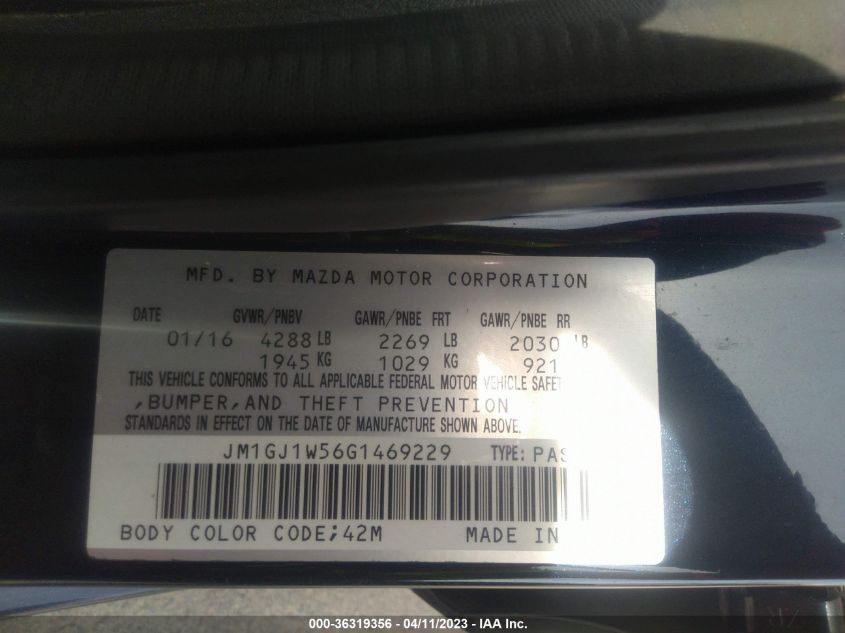 MFD. BY MAZDA MOTOR CORPORATION
DATE GVWR/PNBV GAWR/PNBE FRT GAWR/PNBE RR
01/16 4288 LB 2269 LB 2030 LB
1945 KG 1029 KG 921
THIS VEHICLE CONFORMS TO ALL APPLICABLE FEDERAL MOTOR VEHICLE SAFET
,BUMPER,AND THEFT PREVENTION
STANDARDS IN EFFECT ON THE DATE OF MANUFACTURE SHOWN ABOVE.
JM1GJ1W56G1469229 TYPE: PAS
BODY COLOR CODE;42M MADE IN
000-36319356 - 04/11/2023 - IAA Inc.